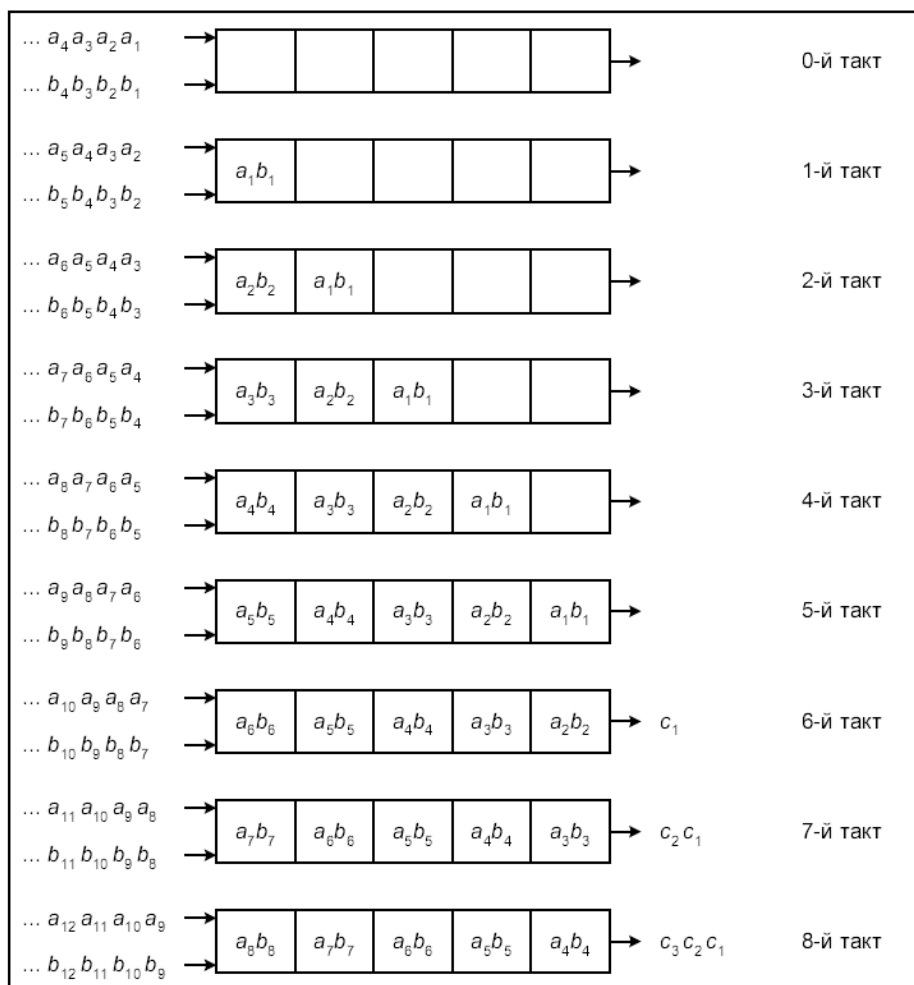 ... a₄ a₃ a₂ a₁
0-й такт
... b₄ b₃ b₂ b₁
... a₅ a₄ a₃ a₂
a₁b₁ 1-й такт
... b₅ b₄ b₃ b₂
... a₆ a₅ a₄ a₃
a₂b₂ a₁b₁ 2-й такт
... b₆ b₅ b₄ b₃
... a₇ a₆ a₅ a₄
a₃b₃ a₂b₂ a₁b₁ 3-й такт
... b₇ b₆ b₅ b₄
... a₈ a₇ a₆ a₅
a₄b₄ a₃b₃ a₂b₂ a₁b₁ 4-й такт
... b₈ b₇ b₆ b₅
... a₉ a₈ a₇ a₆
a₅b₅ a₄b₄ a₃b₃ a₂b₂ a₁b₁ 5-й такт
... b₉ b₈ b₇ b₆
... a₁₀ a₉ a₈ a₇
a₆b₆ a₅b₅ a₄b₄ a₃b₃ a₂b₂ c₁ 6-й такт
... b₁₀ b₉ b₈ b₇
... a₁₁ a₁₀ a₉ a₈
a₇b₇ a₆b₆ a₅b₅ a₄b₄ a₃b₃ c₂ c₁ 7-й такт
... b₁₁ b₁₀ b₉ b₈
... a₁₂ a₁₁ a₁₀ a₉
a₈b₈ a₇b₇ a₆b₆ a₅b₅ a₄b₄ c₃ c₂ c₁ 8-й такт
... b₁₂ b₁₁ b₁₀ b₉